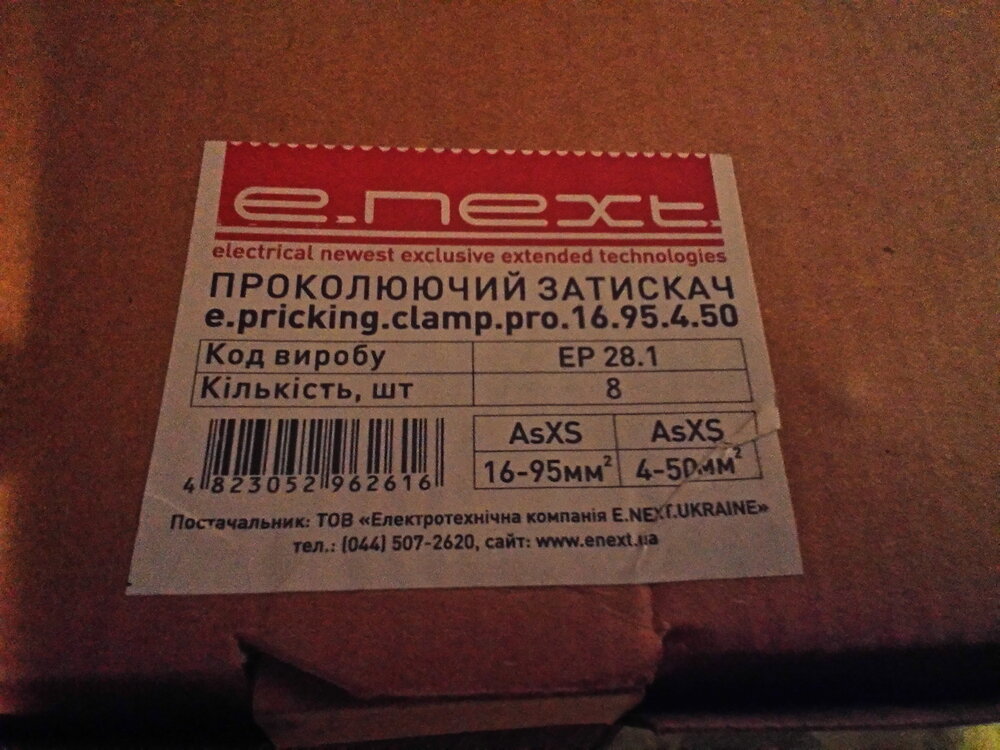 e.next
electrical newest exclusive extended technologies
ПРОКОЛЮЮЧИЙ ЗАТИСКАЧ
e.pricking.clamp.pro.16.95.4.50
Код виробу EP 28.1
Кількість, шт 8
AsXS AsXS
16-95мм² 4-50мм²
4 823052 962616
Постачальник: ТОВ «Електротехнічна компанія E.NEXT.UKRAINE»
тел.: (044) 507-2620, сайт: www.enext.ua